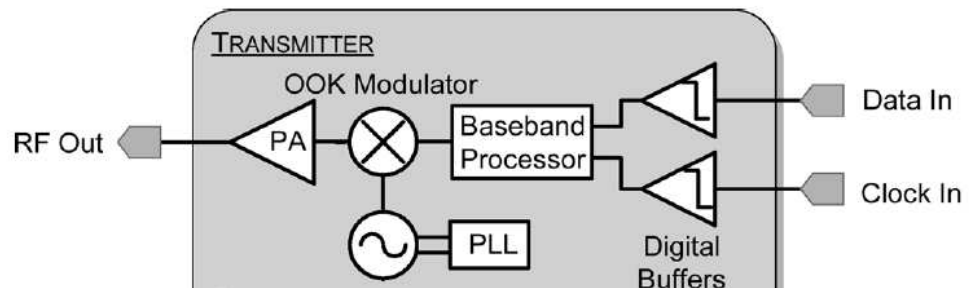 TRANSMITTER
OOK Modulator
RF Out
PA
Baseband
Processor
Data In
Clock In
PLL
Digital
Buffers